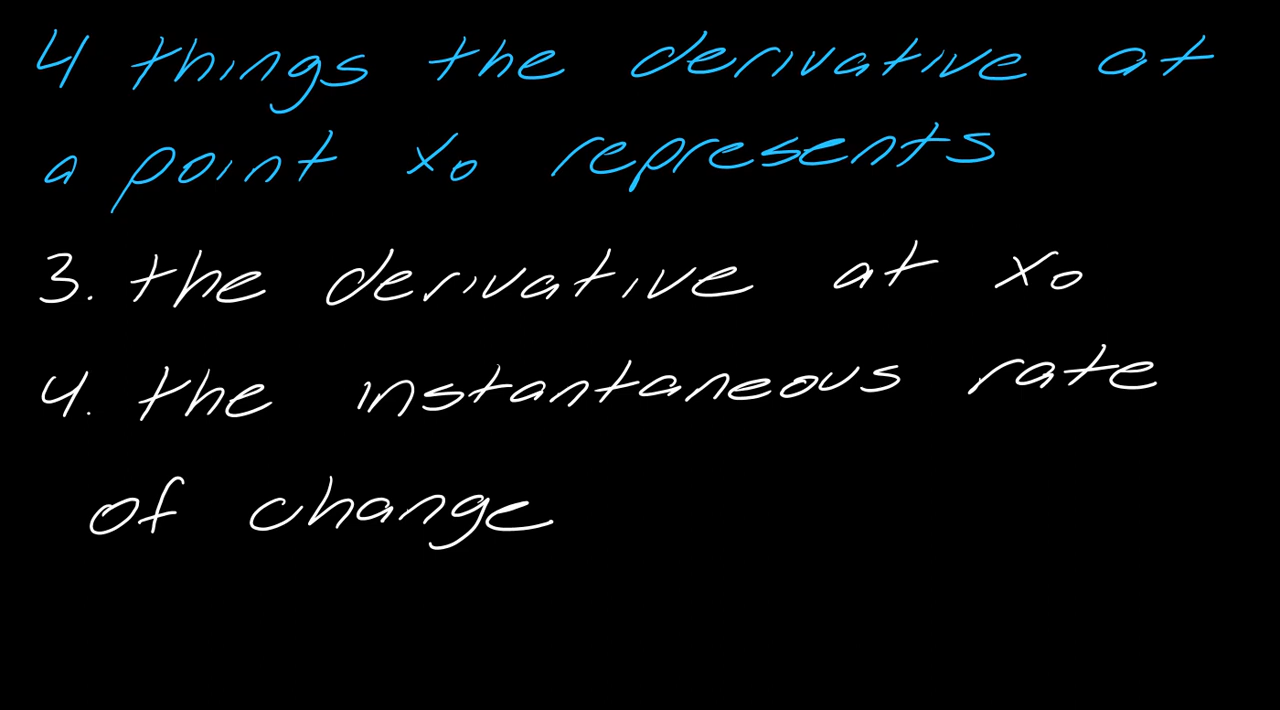 4 things the derivative at
a point x₀ represents
3. the derivative at x₀
4. the instantaneous rate
of change